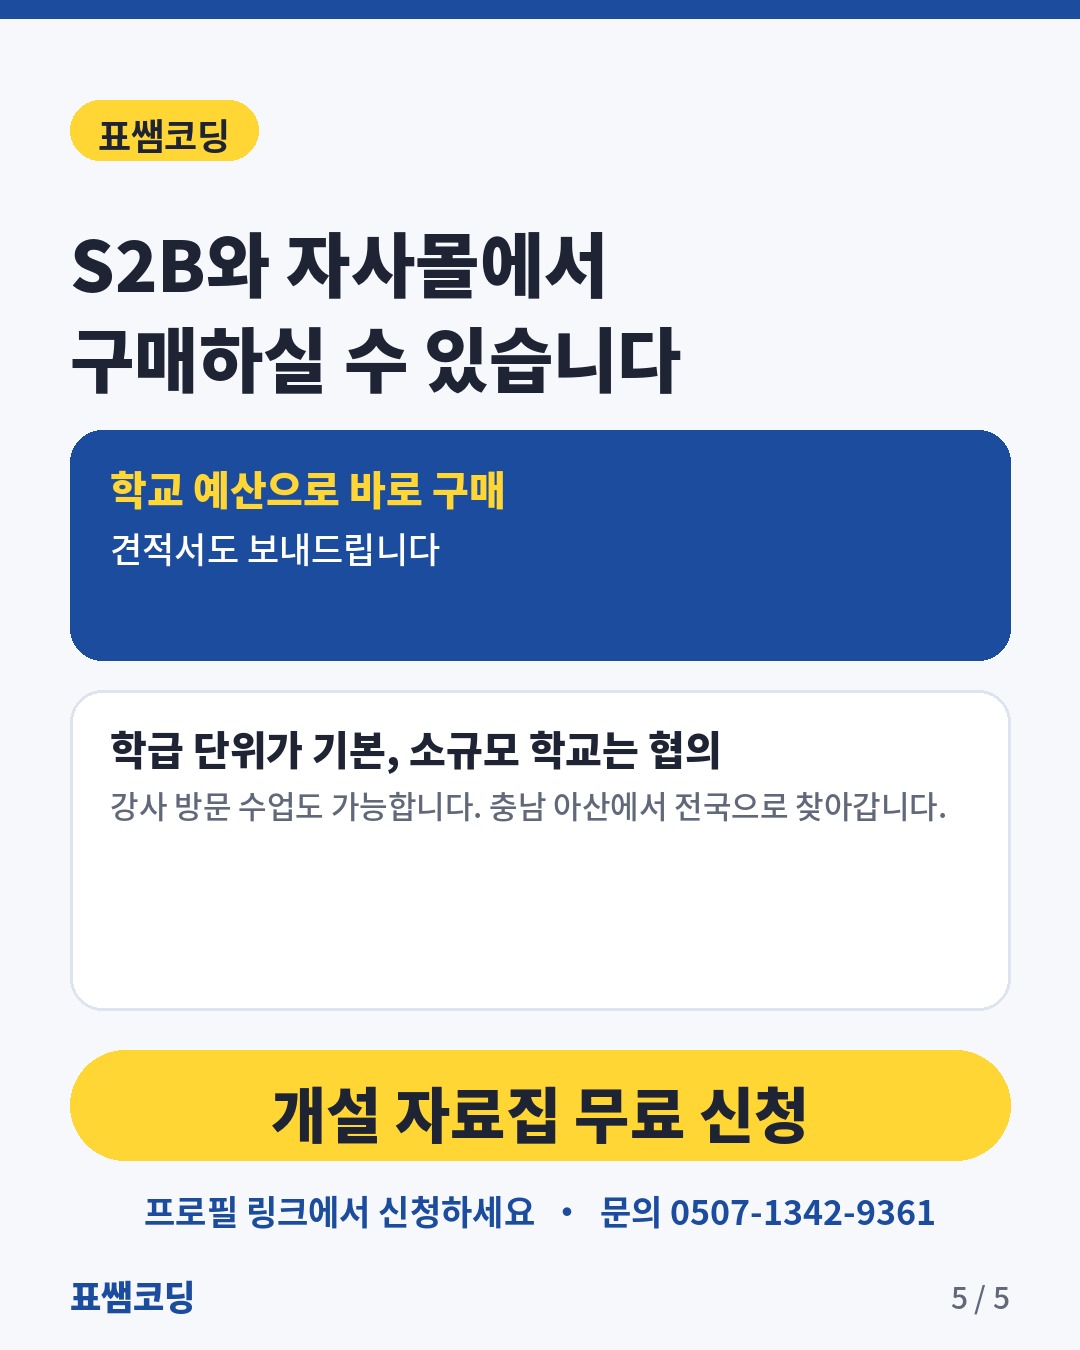 표쌤코딩
S2B와 자사몰에서
구매하실 수 있습니다
학교 예산으로 바로 구매
견적서도 보내드립니다
학급 단위가 기본, 소규모 학교는 협의
강사 방문 수업도 가능합니다. 충남 아산에서 전국으로 찾아갑니다.
개설 자료집 무료 신청
프로필 링크에서 신청하세요 • 문의 0507-1342-9361
표쌤코딩
5 / 5